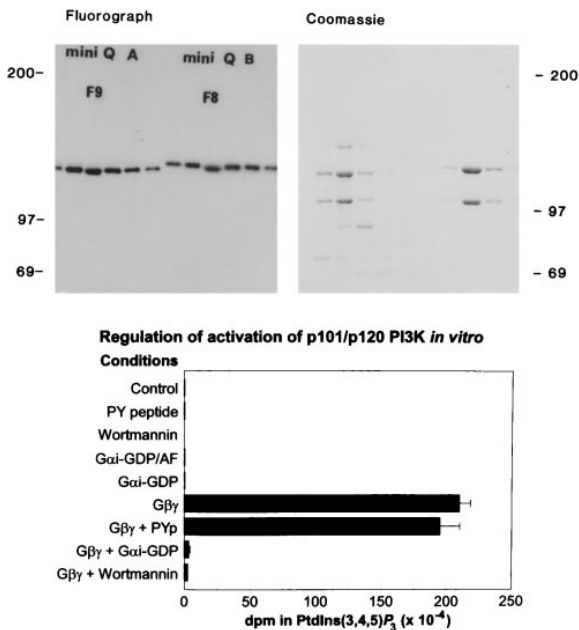 Fluorograph
Coomassie
mini Q A
mini Q B
F9
F8
200-
97-
69-
- 200
- 97
- 69
Regulation of activation of p101/p120 PI3K in vitro
Conditions
Control
PY peptide
Wortmannin
Gαi-GDP/AF
Gαi-GDP
Gβγ
Gβγ + PYp
Gβγ + Gαi-GDP
Gβγ + Wortmannin
0 50 100 150 200 250
dpm in PtdIns(3,4,5)P₃ (x 10⁻⁴)